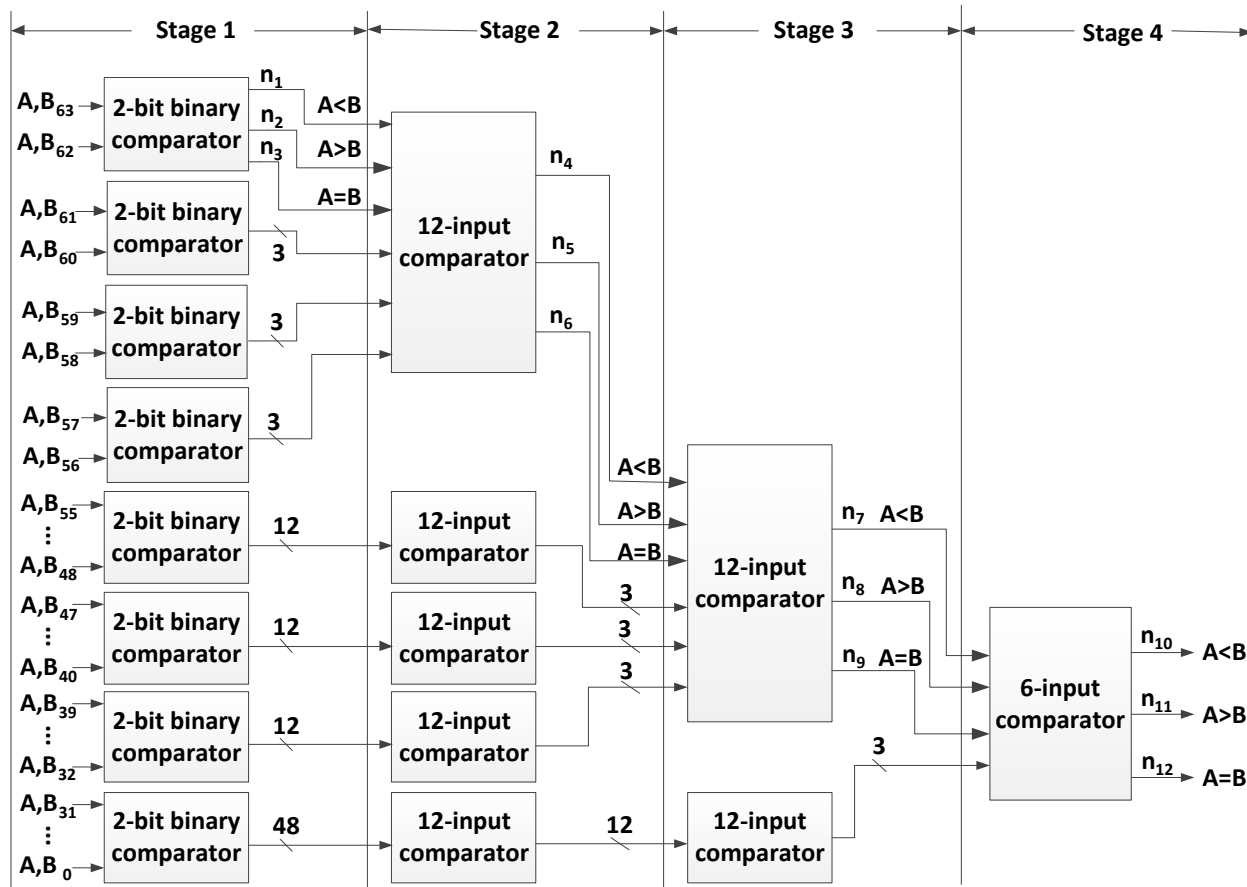 Stage 1
Stage 2
Stage 3
Stage 4
A,B63
A,B62
2-bit binary
comparator
n1
n2
n3
A<B
A>B
A=B
A,B61
A,B60
2-bit binary
comparator
3
A,B59
A,B58
2-bit binary
comparator
3
A,B57
A,B56
2-bit binary
comparator
3
12-input
comparator
n4
n5
n6
A<B
A>B
A=B
A,B55
⋮
A,B48
2-bit binary
comparator
12
12-input
comparator
3
A,B47
⋮
A,B40
2-bit binary
comparator
12
12-input
comparator
3
A,B39
⋮
A,B32
2-bit binary
comparator
12
12-input
comparator
3
A,B31
⋮
A,B0
2-bit binary
comparator
48
12-input
comparator
12
12-input
comparator
n7 A<B
n8 A>B
n9 A=B
12-input
comparator
3
6-input
comparator
n10 A<B
n11 A>B
n12 A=B